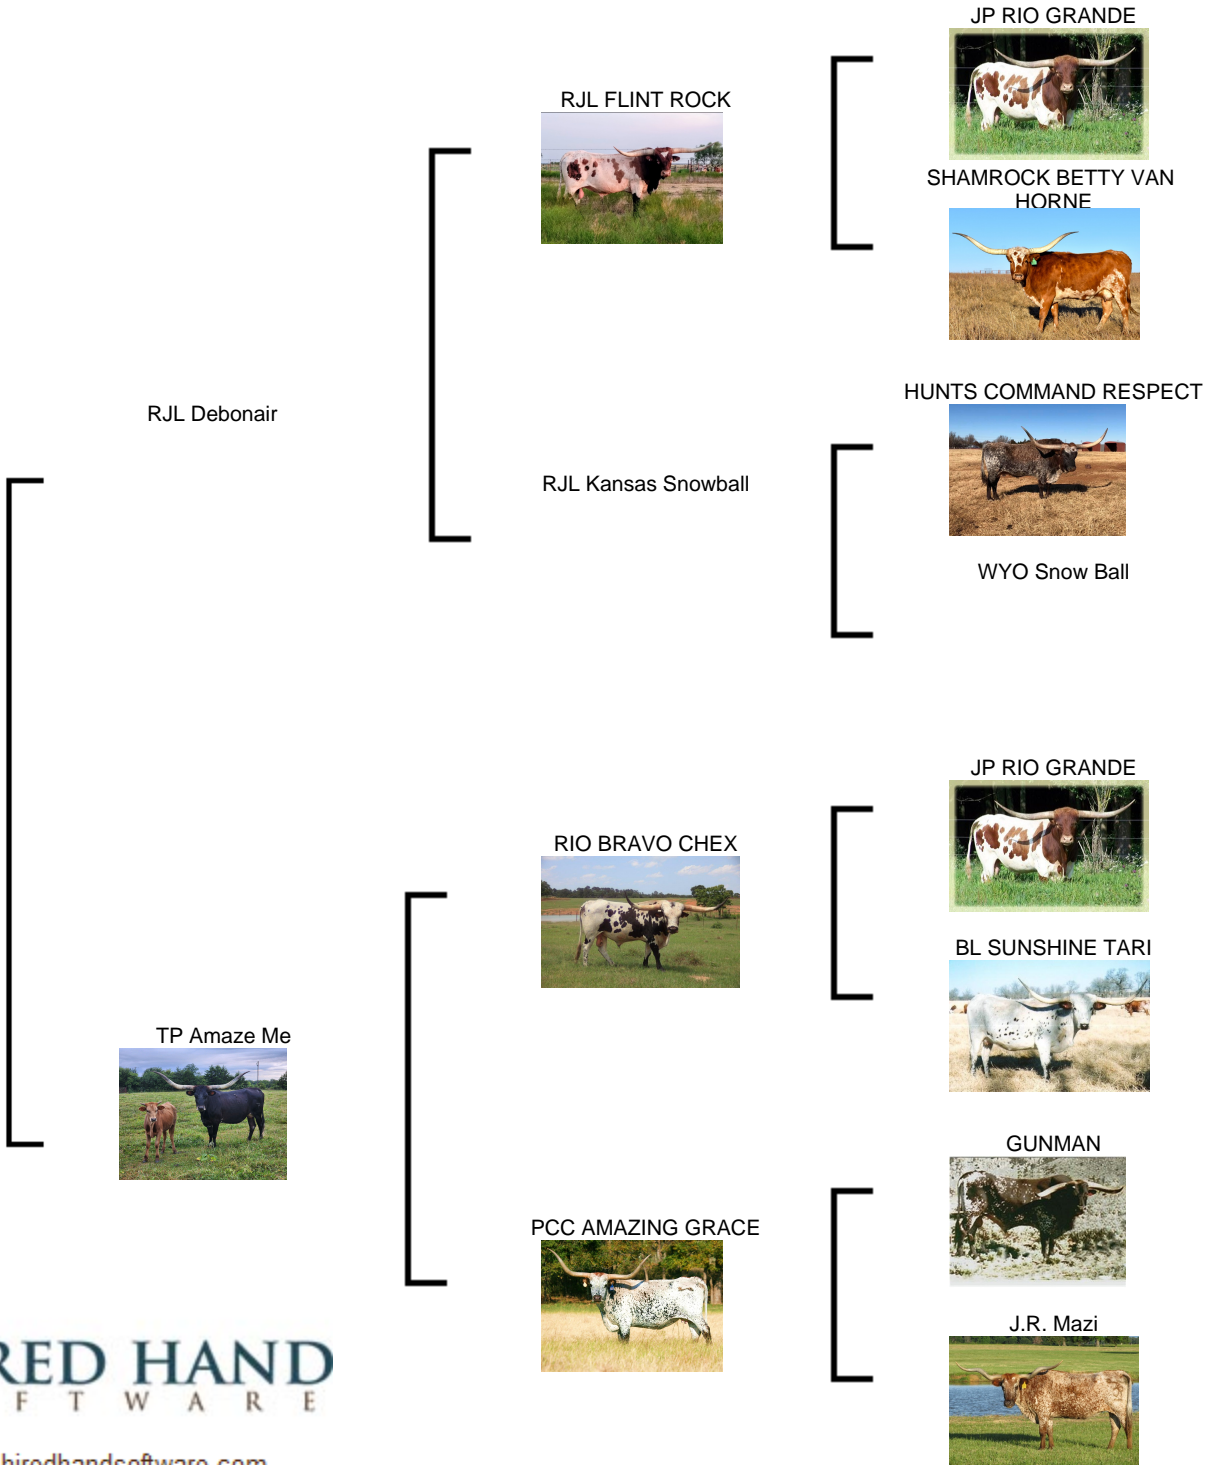 JP RIO GRANDE
RJL FLINT ROCK
SHAMROCK BETTY VAN
HORNE
HUNTS COMMAND RESPECT
RJL Debonair
RJL Kansas Snowball
WYO Snow Ball
JP RIO GRANDE
RIO BRAVO CHEX
BL SUNSHINE TARI
TP Amaze Me
GUNMAN
PCC AMAZING GRACE
J.R. Mazi
RED HAND
F T W A R E
hiredhandsoftware.com